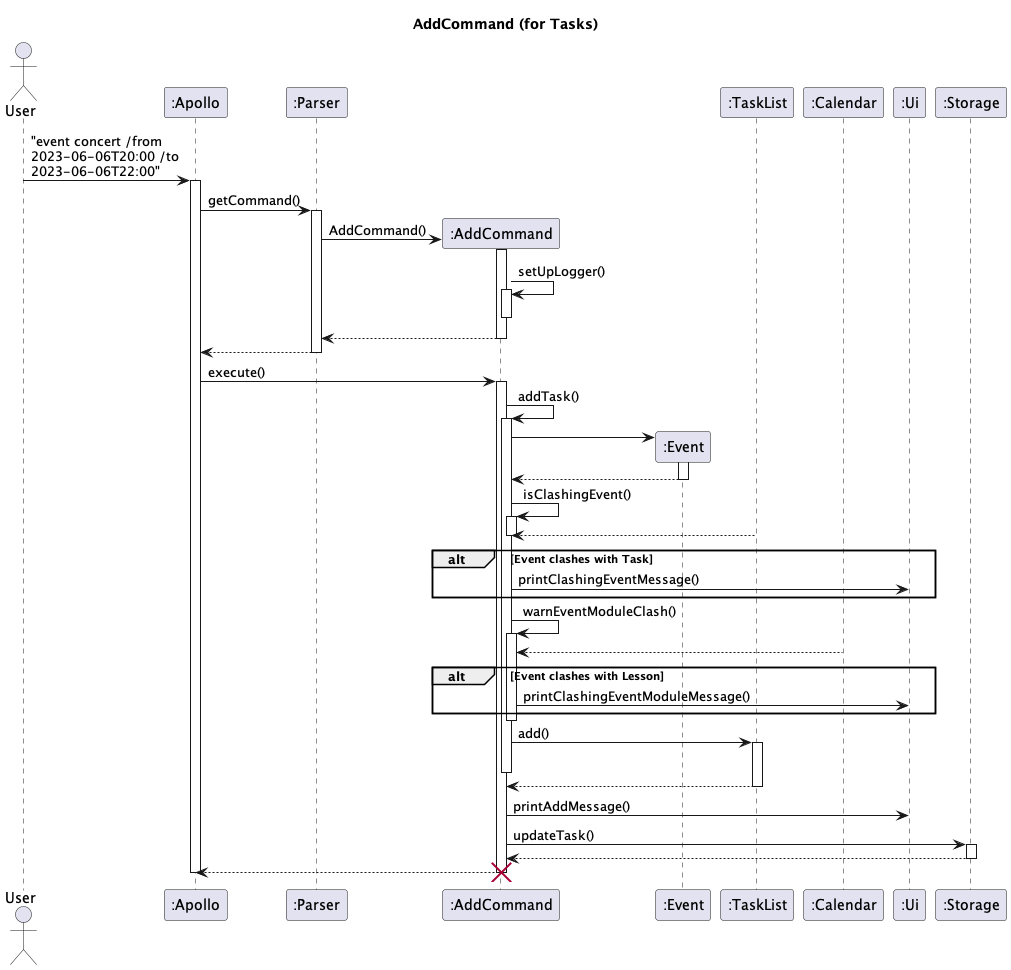 AddCommand (for Tasks)
User
:Apollo
:Parser
:TaskList
:Calendar
:Ui
:Storage
"event concert /from
2023-06-06T20:00 /to
2023-06-06T22:00"
getCommand()
AddCommand()
:AddCommand
setUpLogger()
execute()
addTask()
:Event
isClashingEvent()
alt
[Event clashes with Task]
printClashingEventMessage()
warnEventModuleClash()
alt
[Event clashes with Lesson]
printClashingEventModuleMessage()
add()
printAddMessage()
updateTask()
User
:Apollo
:Parser
:AddCommand
:Event
:TaskList
:Calendar
:Ui
:Storage